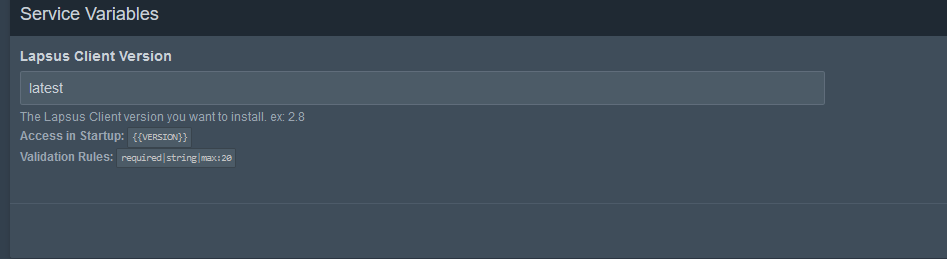 Service Variables
Lapsus Client Version
latest
The Lapsus Client version you want to install. ex: 2.8
Access in Startup: {{VERSION}}
Validation Rules: required|string|max:20